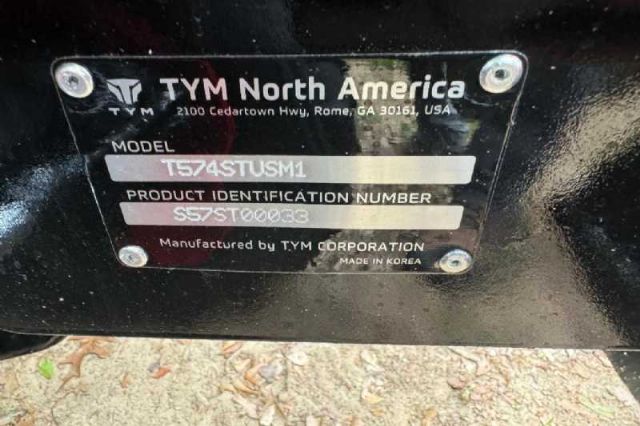 TYM North America
TYM
2100 Cedartown Hwy, Rome, GA 30161, USA
MODEL
T574STUSM1
PRODUCT IDENTIFICATION NUMBER
S57ST00033
Manufactured by TYM CORPORATION
MADE IN KOREA